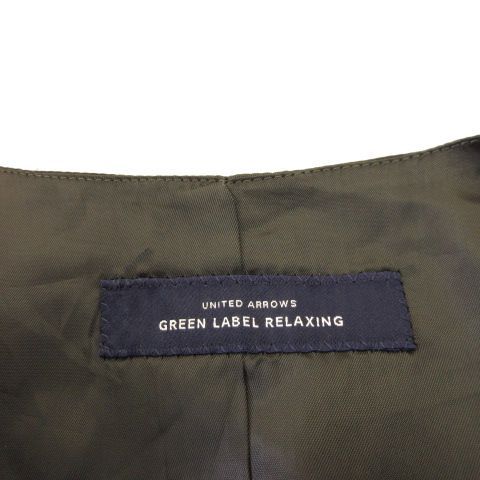 UNITED ARROWS
GREEN LABEL RELAXING